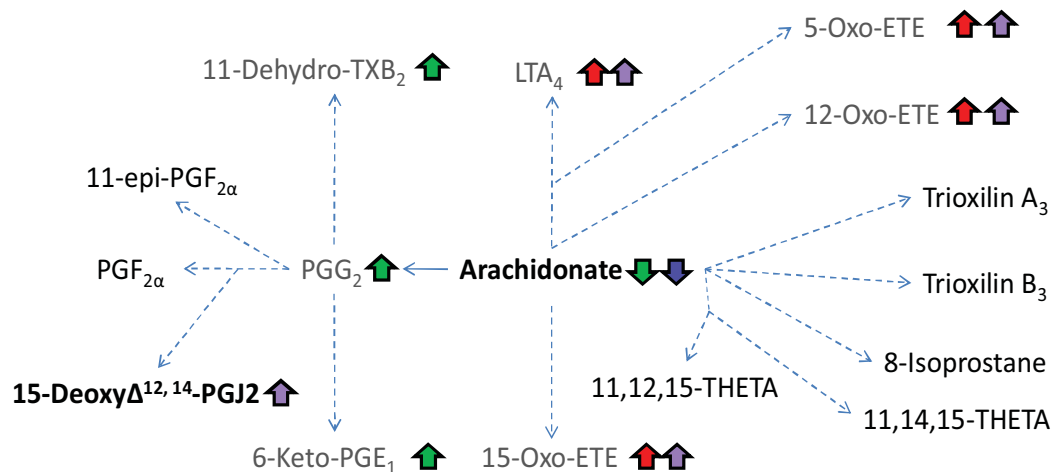 5-Oxo-ETE
11-Dehydro-TXB₂
LTA₄
12-Oxo-ETE
11-epi-PGF₂α
Trioxilin A₃
PGF₂α
PGG₂
Arachidonate
Trioxilin B₃
8-Isoprostane
15-DeoxyΔ¹²,¹⁴-PGJ2
11,12,15-THETA
11,14,15-THETA
6-Keto-PGE₁
15-Oxo-ETE